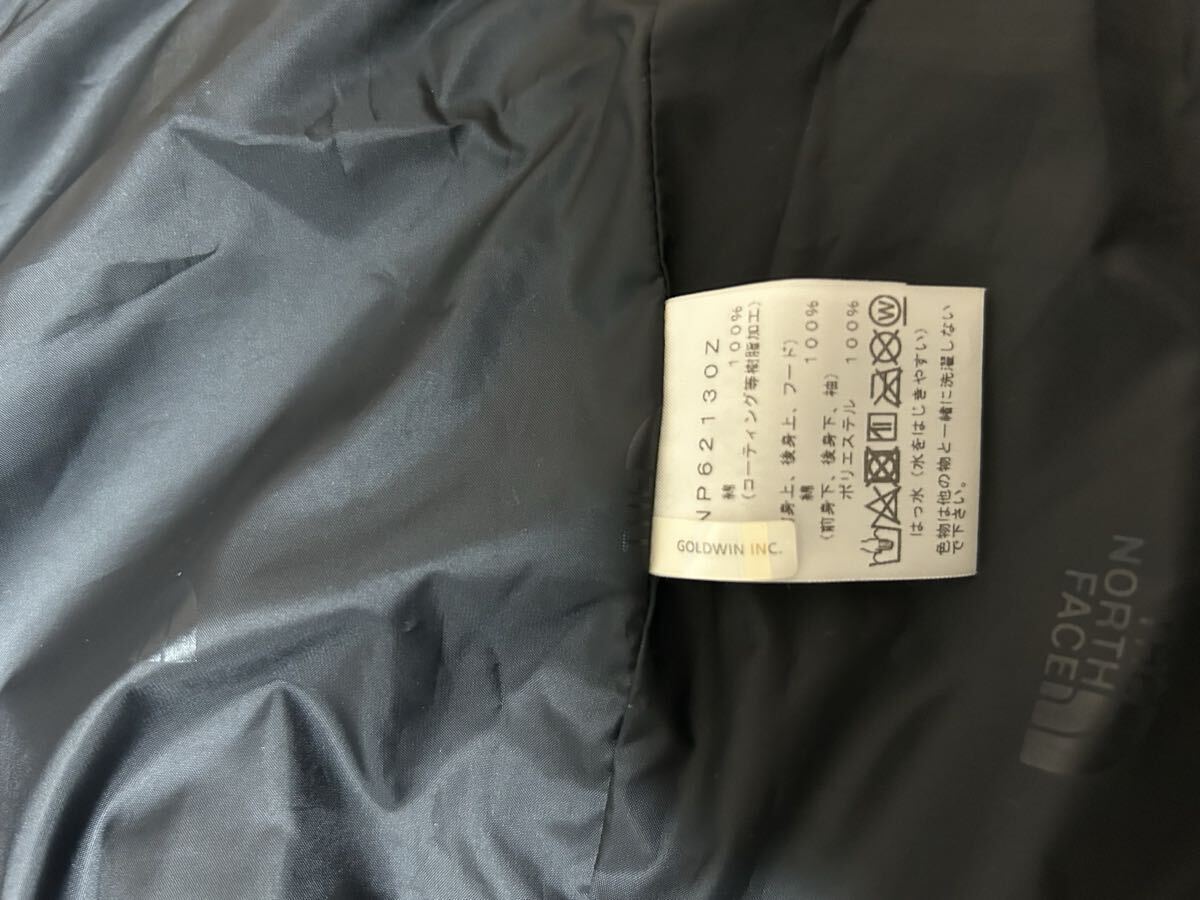 NP62130Z
綿 100%
(コーティング等樹脂加工)
身上、後身上、フード)
綿 100%
(前身下、後身下、袖)
ポリエステル 100%
W
はっ水(水をはじきやすい)
色物は他の物と一緒に洗濯しない
で下さい。
GOLDWIN INC.
THE
NORTH
FACE